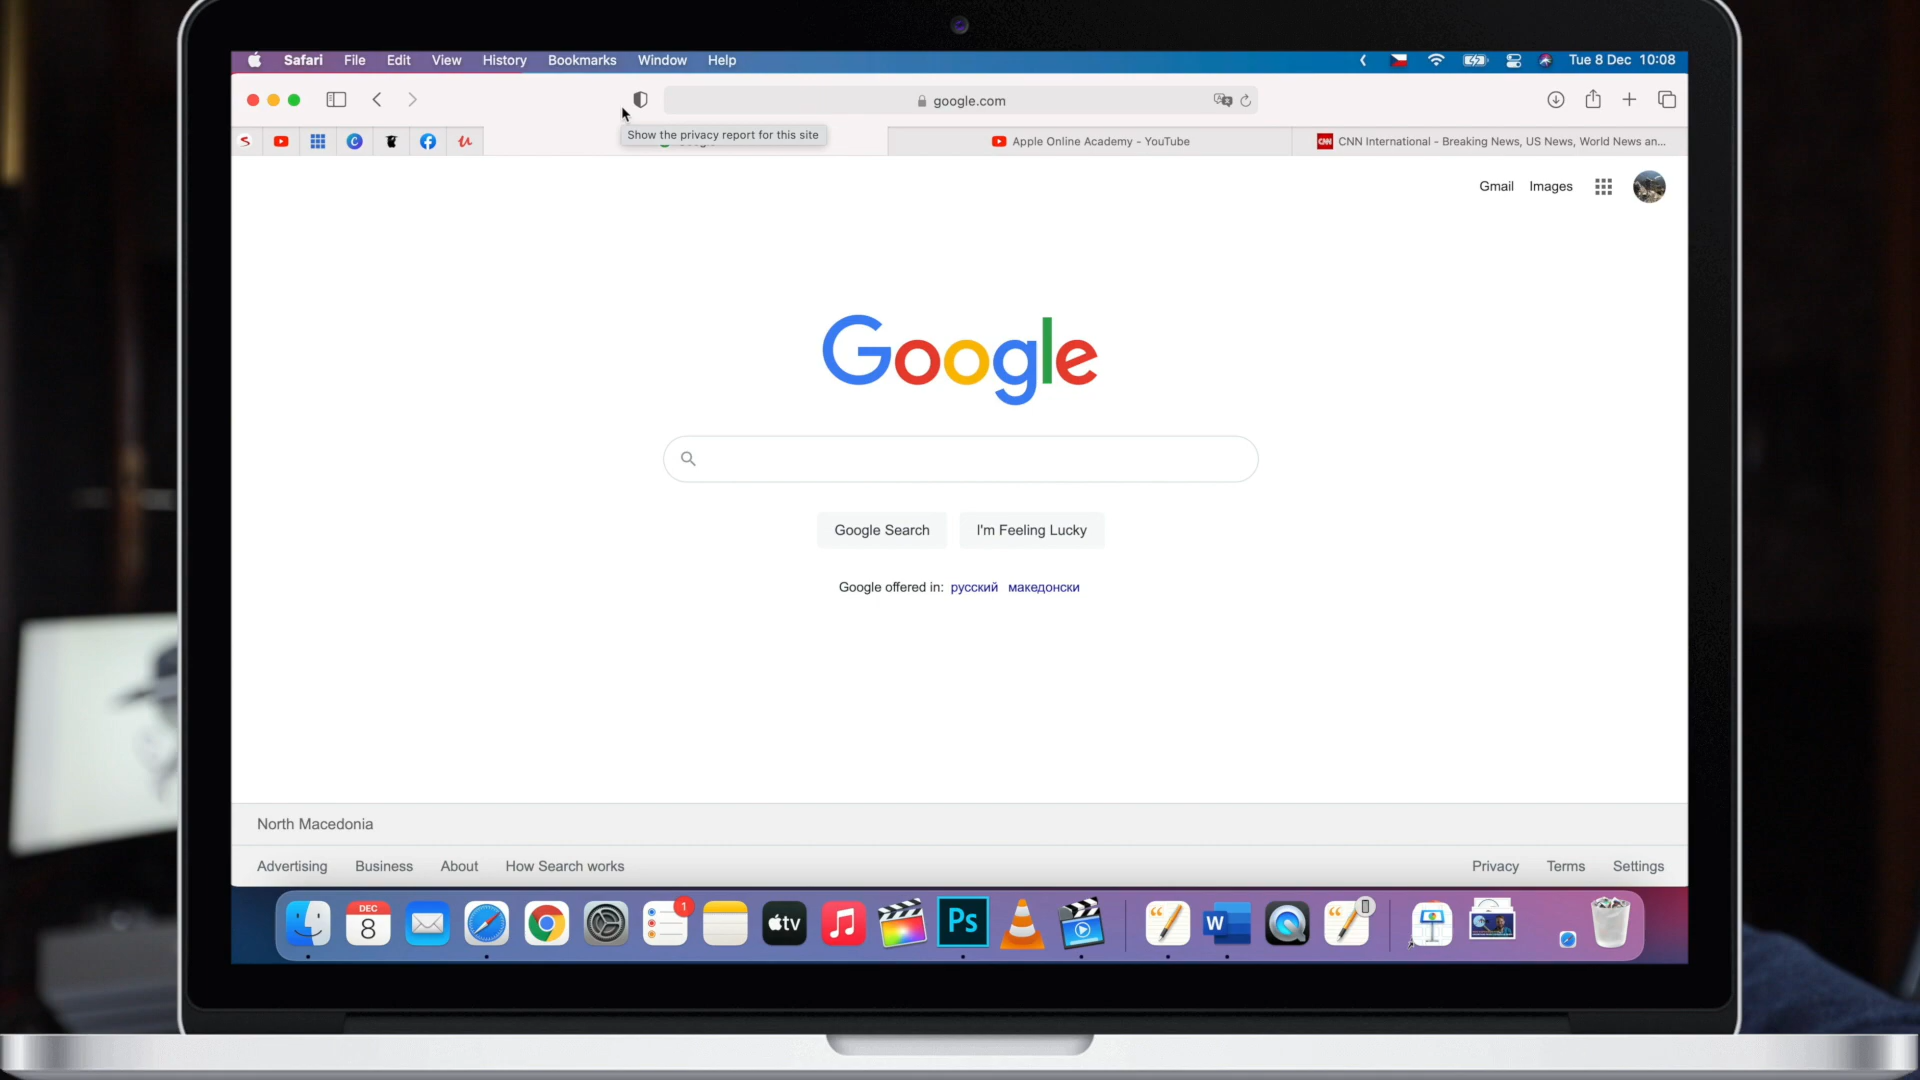 Safari File Edit View History Bookmarks Window Help Tue 8 Dec 10:08
google.com
Show the privacy report for this site
Apple Online Academy - YouTube
CNN International - Breaking News, US News, World News an...
Gmail Images
Google
Google Search I'm Feeling Lucky
Google offered in: русский македонски
North Macedonia
Advertising Business About How Search works Privacy Terms Settings
DEC
8
1
tv
Ps
W